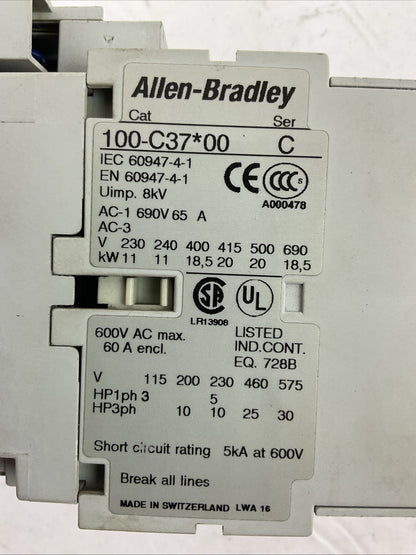 Allen-Bradley
Cat Ser
100-C37*00 C
IEC 60947-4-1
EN 60947-4-1
Uimp. 8kV
CE CCC S
A000478
AC-1 690V 65 A
AC-3
V 230 240 400 415 500 690
kW 11 11 18,5 20 20 18,5
SA UL
LR13908
600V AC max. LISTED
60 A encl. IND.CONT.
EQ. 728B
V 115 200 230 460 575
HP1ph 3 5
HP3ph 10 10 25 30
Short circuit rating 5kA at 600V
Break all lines
MADE IN SWITZERLAND LWA 16